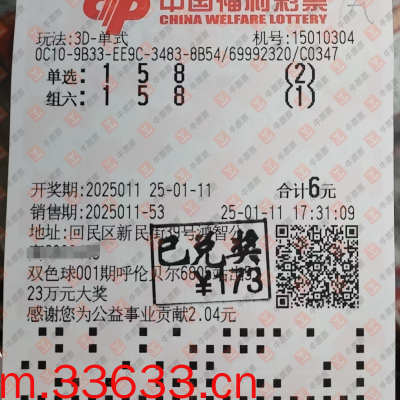 中国福利彩票
CHINA WELFARE LOTTERY
玩法:3D-单式 机号:15010304
0C10-9B33-EE9C-3483-8B54/69992320/C0347
单选: 1 5 8 (2)
组六: 1 5 8 (1)
开奖期:2025011 25-01-11 合计6元
销售期:2025011-53 25-01-11 17:31:09
地址:回民区新民街
已兑奖
¥173
双色球001期呼伦贝尔680
23万元大奖
感谢您为公益事业贡献2.04元
m.33633.cn